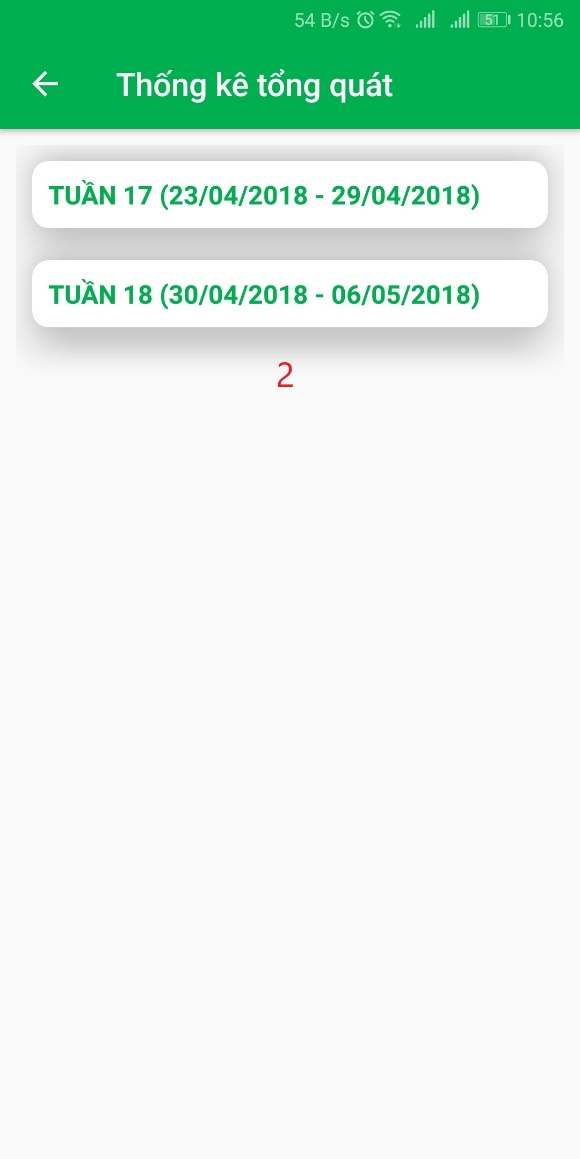 54 B/s 51 10:56
Thống kê tổng quát
TUẦN 17 (23/04/2018 - 29/04/2018)
TUẦN 18 (30/04/2018 - 06/05/2018)
2